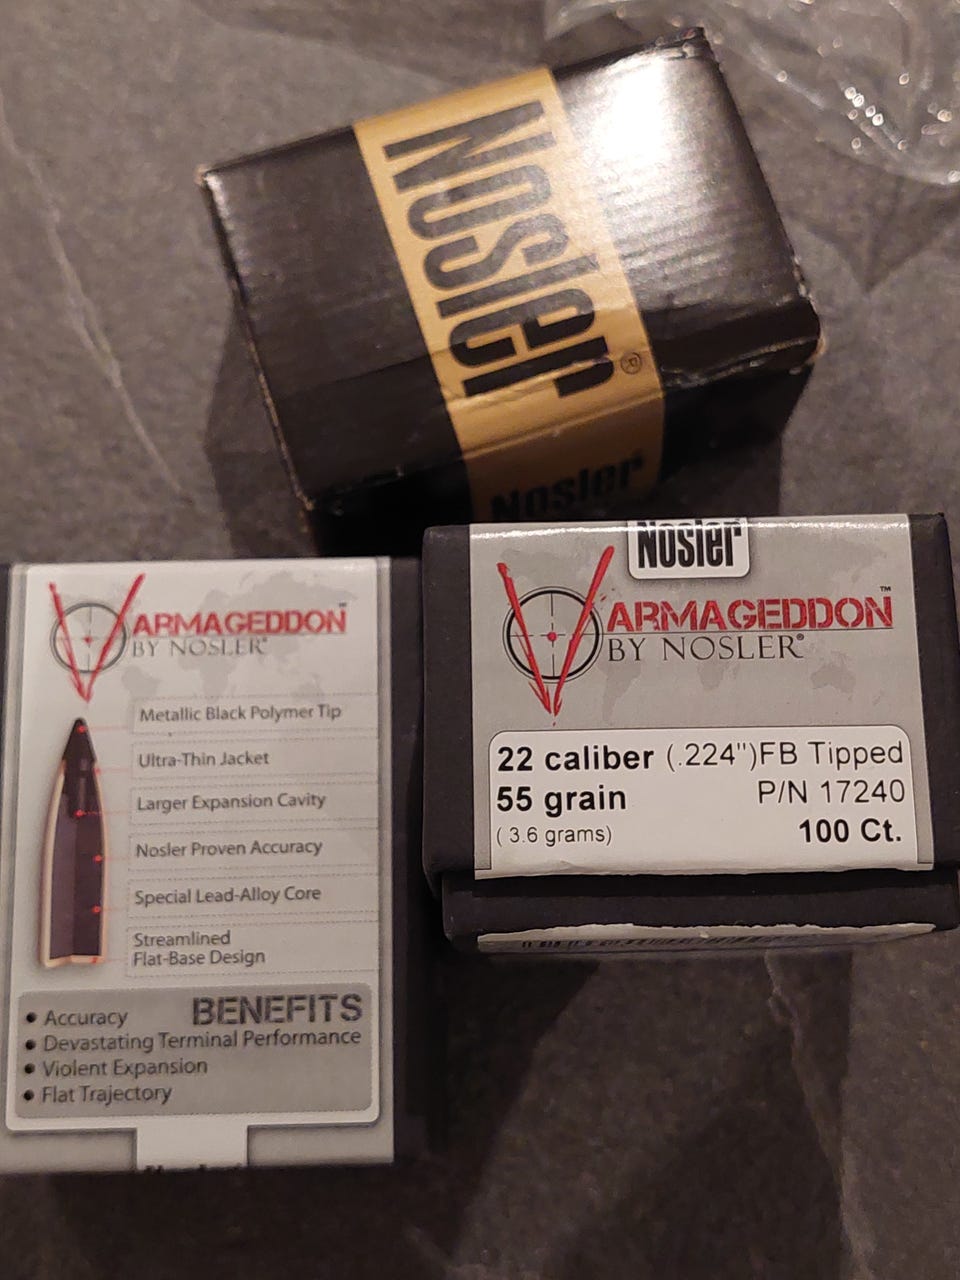 Nosler®
Nosler®
VARMAGEDDON™
BY NOSLER®
Metallic Black Polymer Tip
Ultra-Thin Jacket
Larger Expansion Cavity
Nosler Proven Accuracy
Special Lead-Alloy Core
Streamlined
Flat-Base Design
BENEFITS
• Accuracy
• Devastating Terminal Performance
• Violent Expansion
• Flat Trajectory
Nosler
VARMAGEDDON™
BY NOSLER®
22 caliber (.224")FB Tipped
55 grain P/N 17240
( 3.6 grams) 100 Ct.